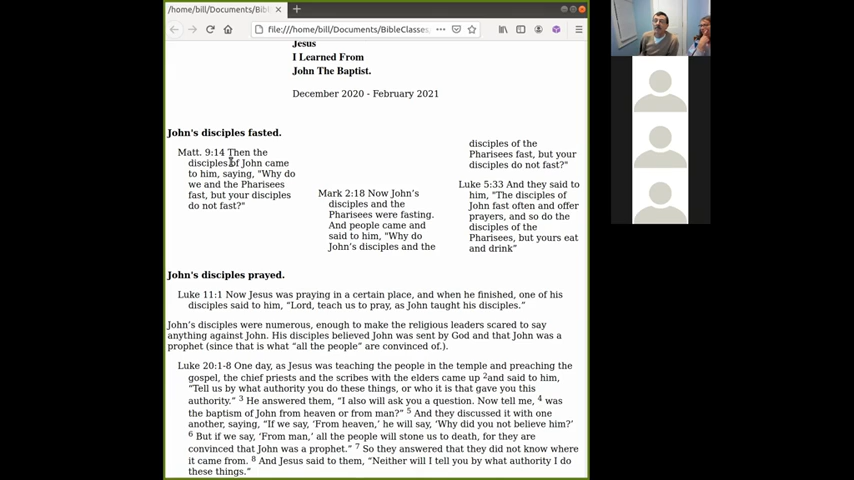 /home/bill/Documents/BibleClasses
file:///home/bill/Documents/BibleClasses
Jesus
I Learned From
John The Baptist.
December 2020 - February 2021
John's disciples fasted.
Matt. 9:14 Then the
disciples of John came
to him, saying, "Why do
we and the Pharisees
fast, but your disciples
do not fast?"
Mark 2:18 Now John’s
disciples and the
Pharisees were fasting.
And people came and
said to him, "Why do
John’s disciples and the
disciples of the
Pharisees fast, but your
disciples do not fast?"
Luke 5:33 And they said to
him, "The disciples of
John fast often and offer
prayers, and so do the
disciples of the
Pharisees, but yours eat
and drink”
John's disciples prayed.
Luke 11:1 Now Jesus was praying in a certain place, and when he finished, one of his
disciples said to him, “Lord, teach us to pray, as John taught his disciples.”
John’s disciples were numerous, enough to make the religious leaders scared to say
anything against John. His disciples believed John was sent by God and that John was a
prophet (since that is what “all the people” are convinced of.).
Luke 20:1-8 One day, as Jesus was teaching the people in the temple and preaching the
gospel, the chief priests and the scribes with the elders came up 2and said to him,
“Tell us by what authority you do these things, or who it is that gave you this
authority.” 3 He answered them, “I also will ask you a question. Now tell me, 4 was
the baptism of John from heaven or from man?” 5 And they discussed it with one
another, saying, “If we say, ‘From heaven,’ he will say, ‘Why did you not believe him?’
6 But if we say, ‘From man,’ all the people will stone us to death, for they are
convinced that John was a prophet.” 7 So they answered that they did not know where
it came from. 8 And Jesus said to them, “Neither will I tell you by what authority I do
these things.”